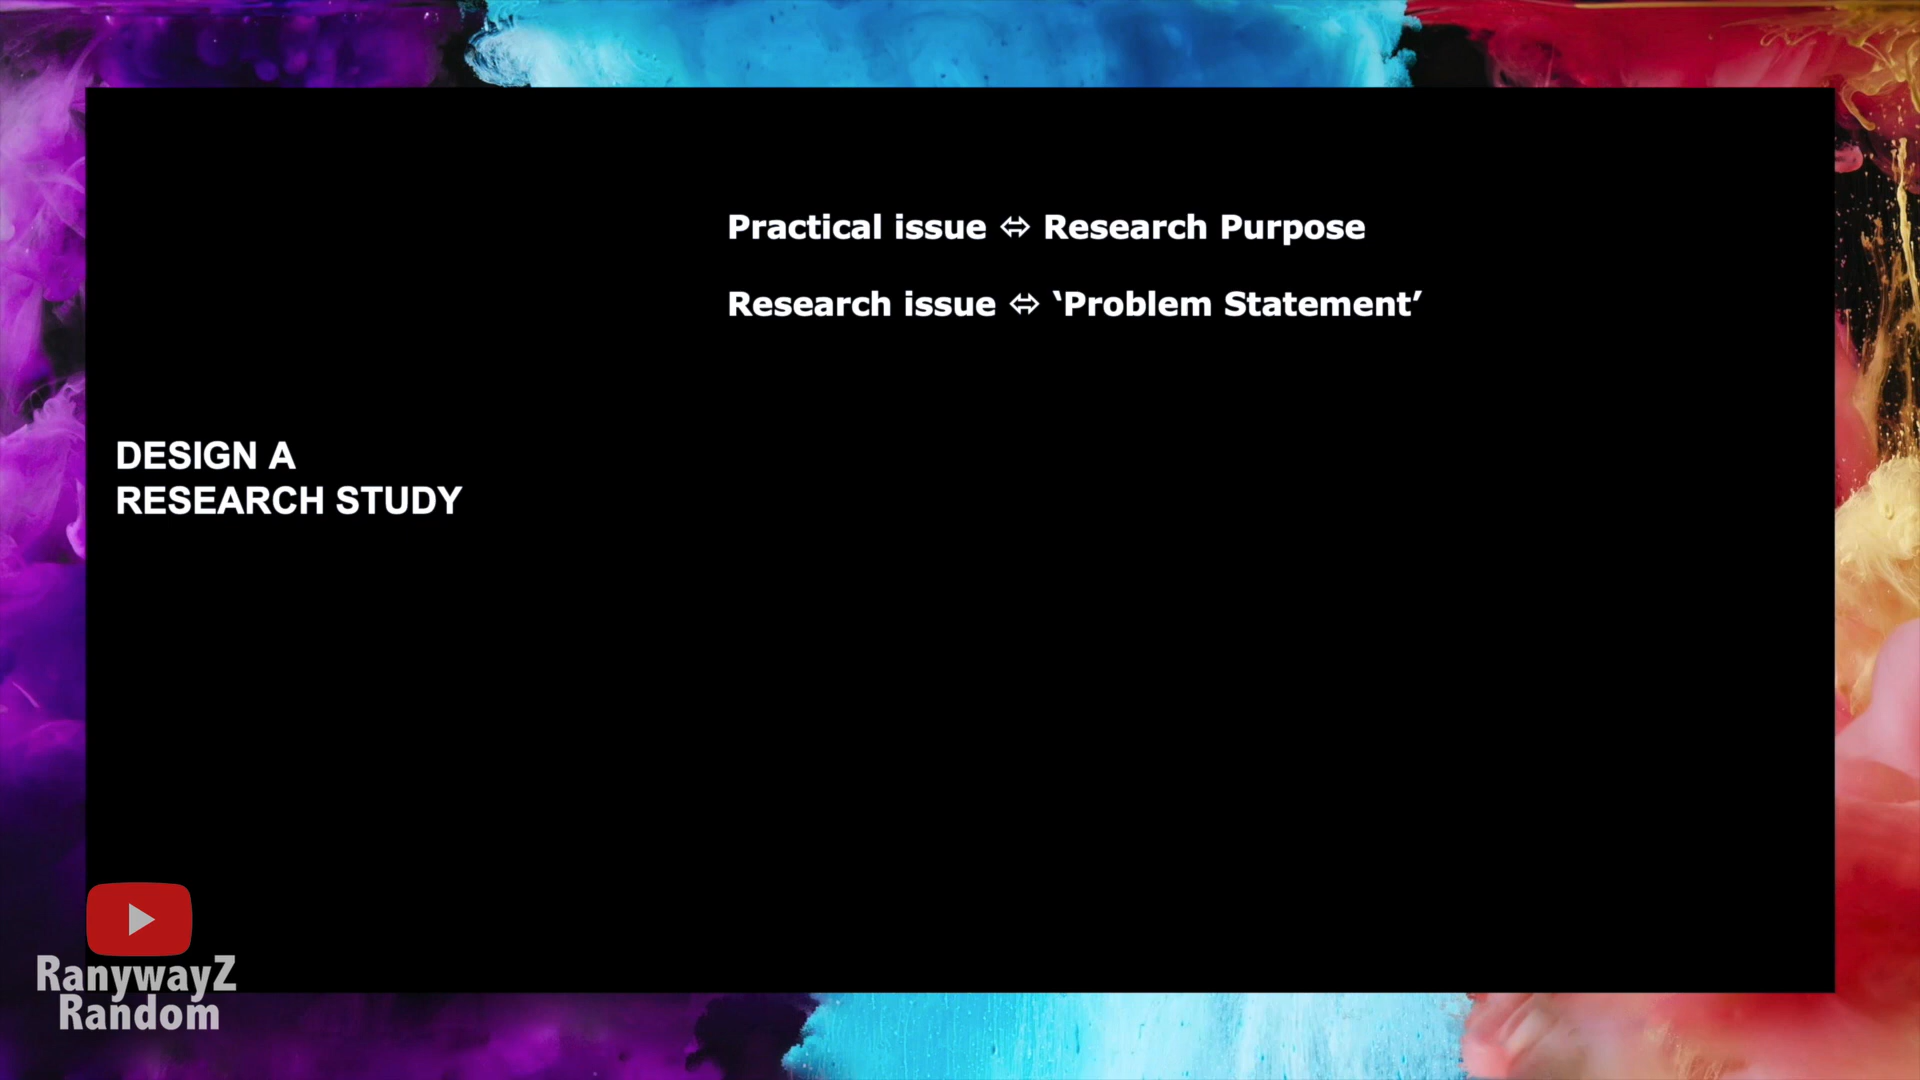 Practical issue ⬄ Research Purpose
Research issue ⬄ ‘Problem Statement’
DESIGN A
RESEARCH STUDY
RanywayZ
Random